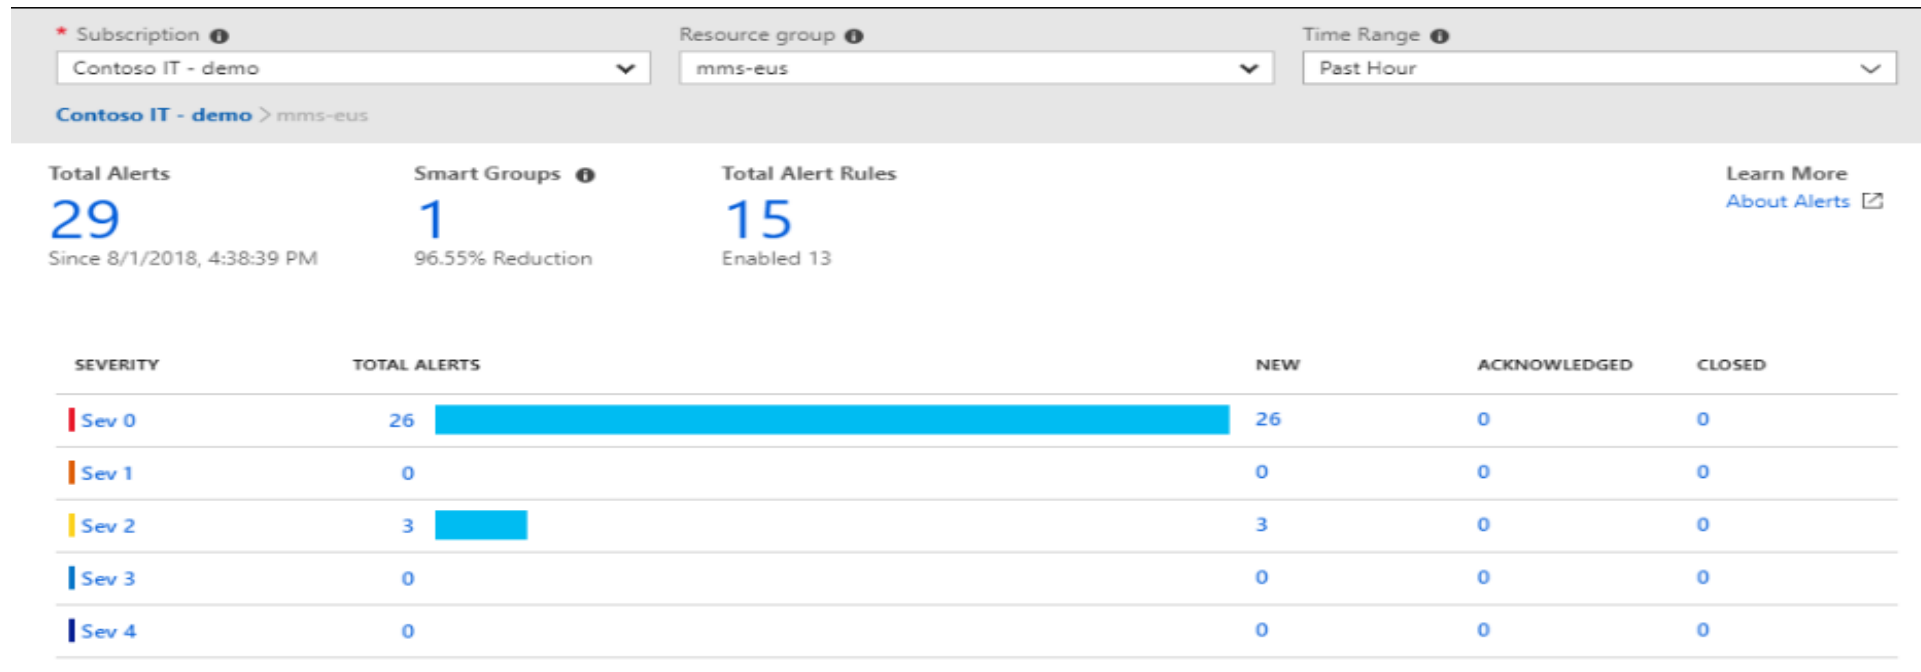 * Subscription Resource group Time Range
Contoso IT - demo mms-eus Past Hour
Contoso IT - demo > mms-eus
Total Alerts Smart Groups Total Alert Rules Learn More
29 1 15 About Alerts
Since 8/1/2018, 4:38:39 PM 96.55% Reduction Enabled 13
SEVERITY TOTAL ALERTS NEW ACKNOWLEDGED CLOSED
Sev 0 26 26 0 0
Sev 1 0 0 0 0
Sev 2 3 3 0 0
Sev 3 0 0 0 0
Sev 4 0 0 0 0